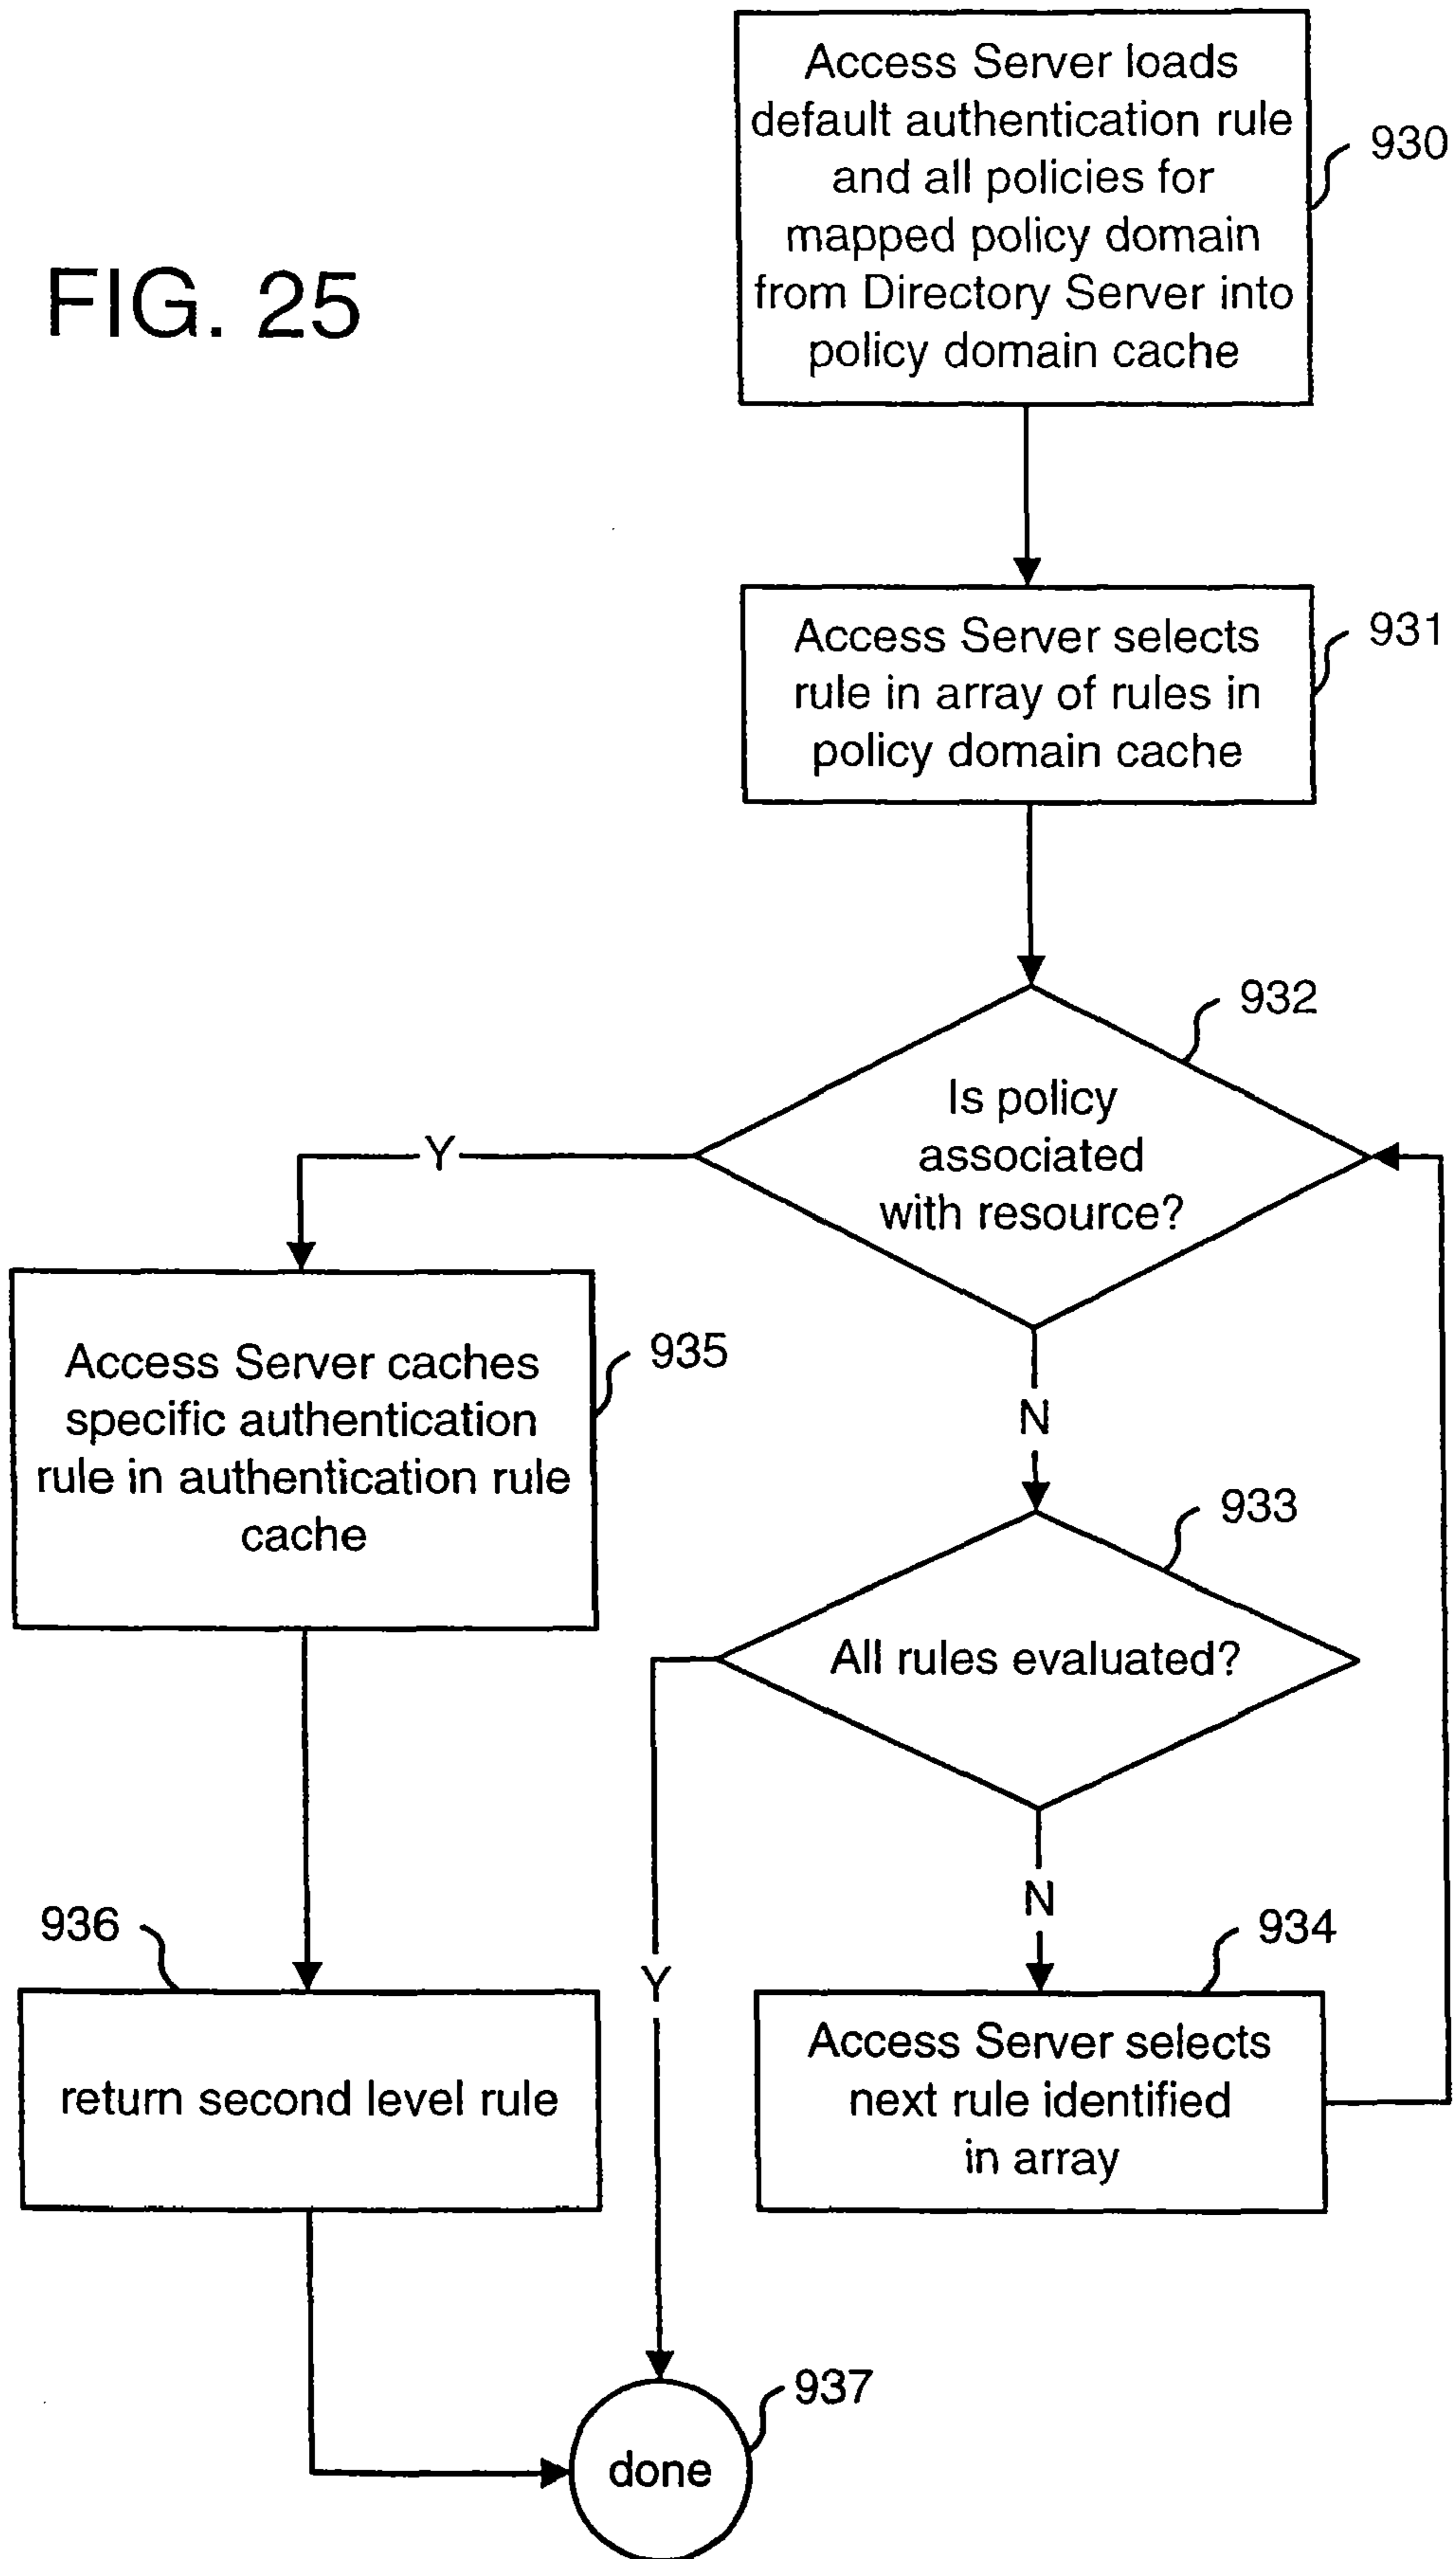 FIG. 25
Access Server loads
default authentication rule
and all policies for
mapped policy domain
from Directory Server into
policy domain cache
930
Access Server selects
rule in array of rules in
policy domain cache
931
932
Is policy
associated
with resource?
Y
N
Access Server caches
specific authentication
rule in authentication rule
cache
935
933
All rules evaluated?
Y
N
936
return second level rule
934
Access Server selects
next rule identified
in array
937
done